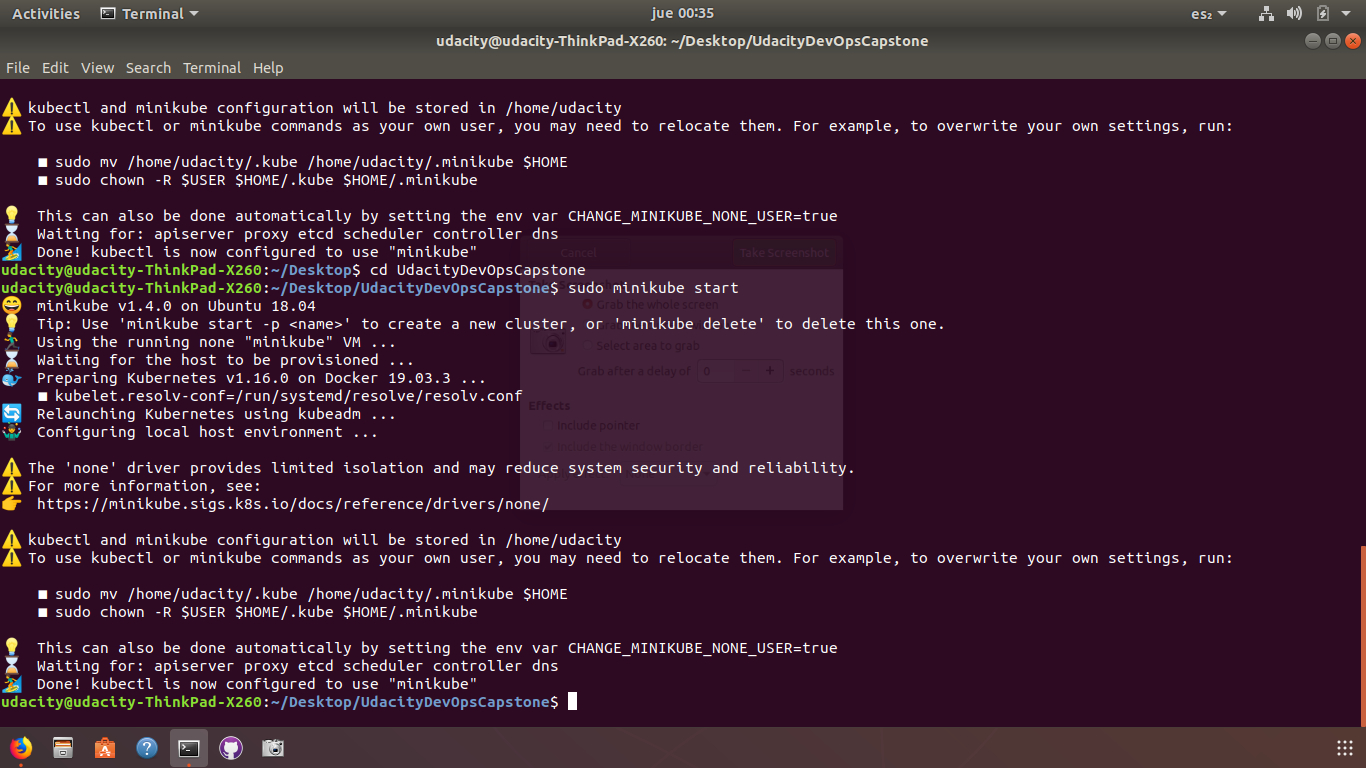 Activities Terminal jue 00:35 es₂
udacity@udacity-ThinkPad-X260: ~/Desktop/UdacityDevOpsCapstone
File Edit View Search Terminal Help
kubectl and minikube configuration will be stored in /home/udacity
To use kubectl or minikube commands as your own user, you may need to relocate them. For example, to overwrite your own settings, run:
■ sudo mv /home/udacity/.kube /home/udacity/.minikube $HOME
■ sudo chown -R $USER $HOME/.kube $HOME/.minikube
This can also be done automatically by setting the env var CHANGE_MINIKUBE_NONE_USER=true
Waiting for: apiserver proxy etcd scheduler controller dns
Done! kubectl is now configured to use "minikube"
Cancel Take Screenshot
udacity@udacity-ThinkPad-X260:~/Desktop$ cd UdacityDevOpsCapstone
udacity@udacity-ThinkPad-X260:~/Desktop/UdacityDevOpsCapstone$ sudo minikube start
minikube v1.4.0 on Ubuntu 18.04
Grab the whole screen
Tip: Use 'minikube start -p <name>' to create a new cluster, or 'minikube delete' to delete this one.
Using the running none "minikube" VM ...
Select area to grab
Waiting for the host to be provisioned ...
Grab after a delay of 0 − + seconds
Preparing Kubernetes v1.16.0 on Docker 19.03.3 ...
■ kubelet.resolv-conf=/run/systemd/resolve/resolv.conf
Effects
Relaunching Kubernetes using kubeadm ...
Include pointer
Configuring local host environment ...
Include the window border
The 'none' driver provides limited isolation and may reduce system security and reliability.
For more information, see:
https://minikube.sigs.k8s.io/docs/reference/drivers/none/
kubectl and minikube configuration will be stored in /home/udacity
To use kubectl or minikube commands as your own user, you may need to relocate them. For example, to overwrite your own settings, run:
■ sudo mv /home/udacity/.kube /home/udacity/.minikube $HOME
■ sudo chown -R $USER $HOME/.kube $HOME/.minikube
This can also be done automatically by setting the env var CHANGE_MINIKUBE_NONE_USER=true
Waiting for: apiserver proxy etcd scheduler controller dns
Done! kubectl is now configured to use "minikube"
udacity@udacity-ThinkPad-X260:~/Desktop/UdacityDevOpsCapstone$